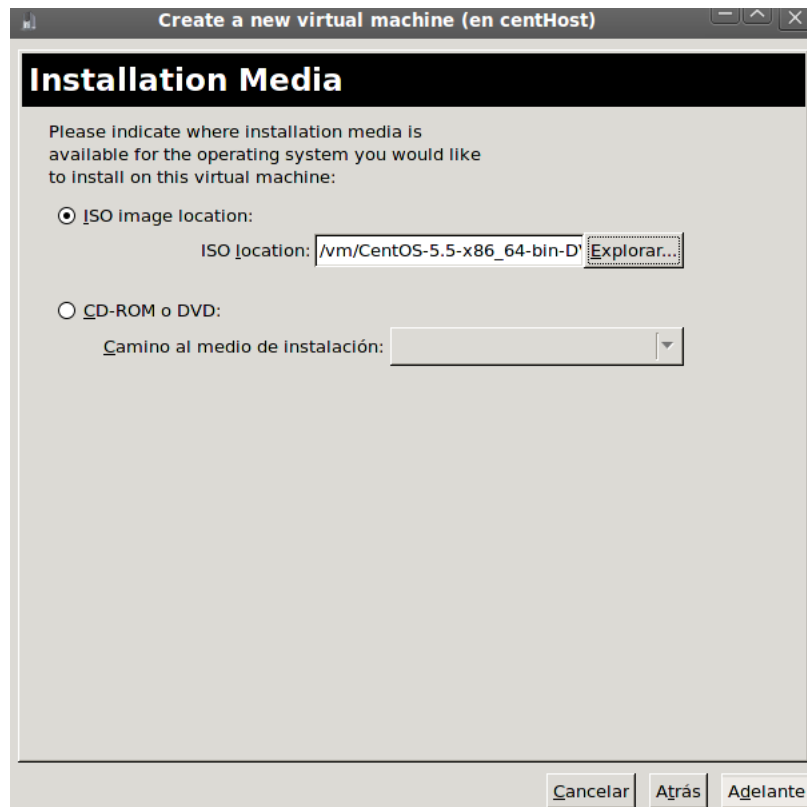 Create a new virtual machine (en centHost)
Installation Media
Please indicate where installation media is
available for the operating system you would like
to install on this virtual machine:
ISO image location:
ISO location: /vm/CentOS-5.5-x86_64-bin-D Explorar...
CD-ROM o DVD:
Camino al medio de instalación:
Cancelar Atrás Adelante